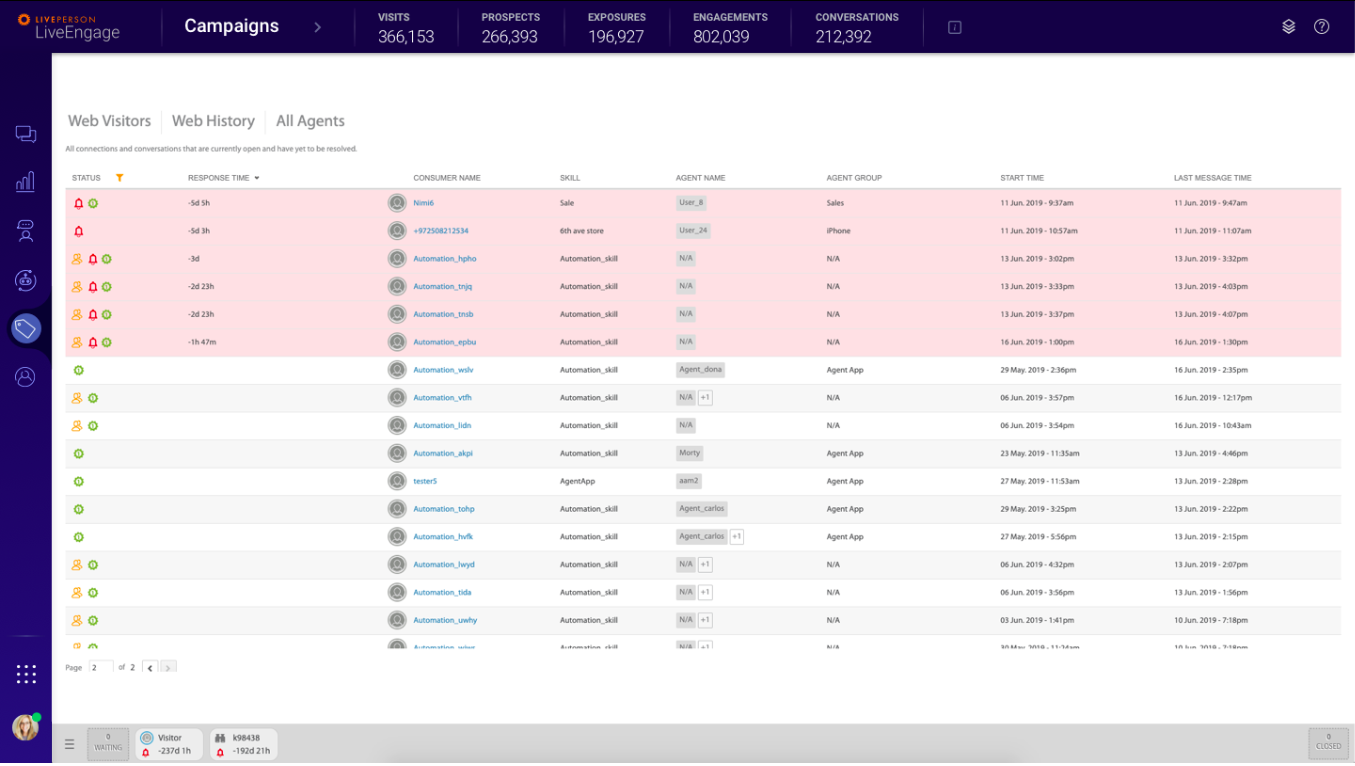 LIVEPERSON
LiveEngage
Campaigns
VISITS
366,153
PROSPECTS
266,393
EXPOSURES
196,927
ENGAGEMENTS
802,039
CONVERSATIONS
212,392
Web Visitors
Web History
All Agents
All connections and conversations that are currently open and have yet to be resolved.
STATUS RESPONSE TIME CONSUMER NAME SKILL AGENT NAME AGENT GROUP START TIME LAST MESSAGE TIME
-5d 5h Nimi6 Sale User_8 Sales 11 Jun. 2019 - 9:37am 11 Jun. 2019 - 9:47am
-5d 3h +972508212534 6th ave store User_24 iPhone 11 Jun. 2019 - 10:57am 11 Jun. 2019 - 11:07am
-3d Automation_hpho Automation_skill N/A N/A 13 Jun. 2019 - 3:02pm 13 Jun. 2019 - 3:32pm
-2d 23h Automation_tnjq Automation_skill N/A N/A 13 Jun. 2019 - 3:33pm 13 Jun. 2019 - 4:03pm
-2d 23h Automation_tnsb Automation_skill N/A N/A 13 Jun. 2019 - 3:37pm 13 Jun. 2019 - 4:07pm
-1h 47m Automation_epbu Automation_skill N/A N/A 16 Jun. 2019 - 1:00pm 16 Jun. 2019 - 1:30pm
Automation_wslv Automation_skill Agent_dona Agent App 29 May. 2019 - 2:36pm 16 Jun. 2019 - 2:35pm
Automation_vtfh Automation_skill N/A +1 N/A 06 Jun. 2019 - 3:57pm 16 Jun. 2019 - 12:17pm
Automation_lidn Automation_skill N/A N/A 06 Jun. 2019 - 3:54pm 16 Jun. 2019 - 10:43am
Automation_akpi Automation_skill Morty Agent App 23 May. 2019 - 11:35am 13 Jun. 2019 - 4:46pm
tester5 AgentApp aam2 Agent App 27 May. 2019 - 11:53am 13 Jun. 2019 - 2:28pm
Automation_tohp Automation_skill Agent_carlos Agent App 29 May. 2019 - 3:25pm 13 Jun. 2019 - 2:22pm
Automation_hvfk Automation_skill Agent_carlos +1 Agent App 27 May. 2019 - 5:56pm 13 Jun. 2019 - 2:15pm
Automation_lwyd Automation_skill N/A +1 N/A 06 Jun. 2019 - 4:32pm 13 Jun. 2019 - 2:07pm
Automation_tida Automation_skill N/A +1 N/A 06 Jun. 2019 - 3:56pm 13 Jun. 2019 - 1:56pm
Automation_uwhy Automation_skill N/A +1 N/A 03 Jun. 2019 - 1:41pm 10 Jun. 2019 - 7:18pm
Automation_skill N/A +1 N/A 30 May. 2019 - 11:24am 10 Jun. 2019 - 7:18pm
Page 2 of 2
0
WAITING
Visitor
-237d 1h
k98438
-192d 21h
0
CLOSED